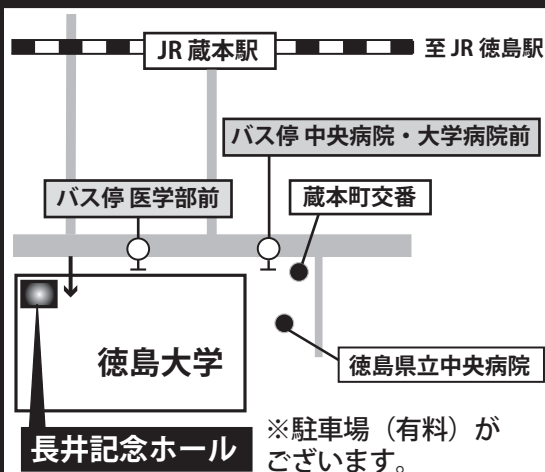 JR 蔵本駅
至 JR 徳島駅
バス停 中央病院・大学病院前
バス停 医学部前
蔵本町交番
徳島大学
徳島県立中央病院
長井記念ホール
※駐車場（有料）が
ございます。